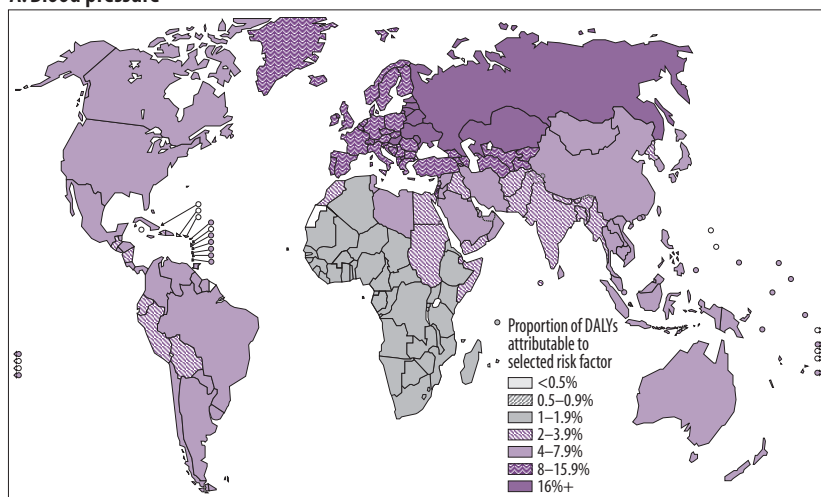 A. Blood pressure
Proportion of DALYs
attributable to
selected risk factor
<0.5%
0.5–0.9%
1–1.9%
2–3.9%
4–7.9%
8–15.9%
16%+